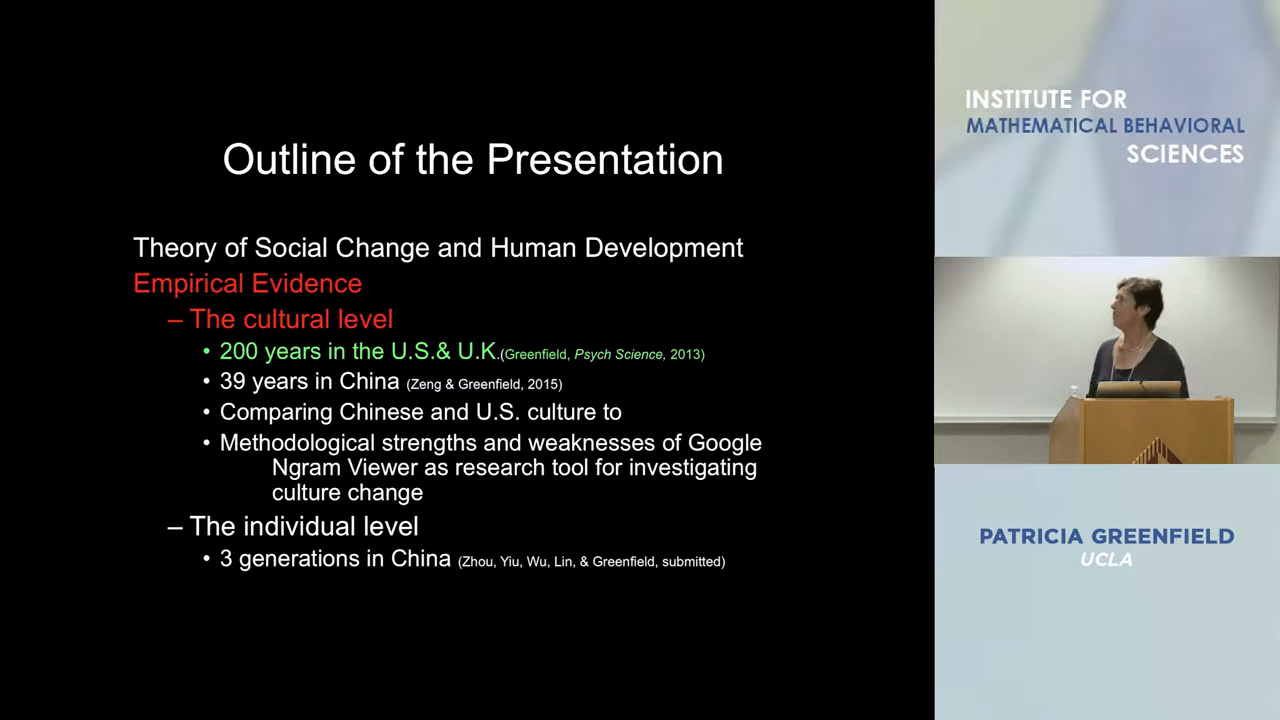 Outline of the Presentation
Theory of Social Change and Human Development
Empirical Evidence
– The cultural level
• 200 years in the U.S.& U.K.(Greenfield, Psych Science, 2013)
• 39 years in China (Zeng & Greenfield, 2015)
• Comparing Chinese and U.S. culture to
• Methodological strengths and weaknesses of Google
Ngram Viewer as research tool for investigating
culture change
– The individual level
• 3 generations in China (Zhou, Yiu, Wu, Lin, & Greenfield, submitted)
INSTITUTE FOR
MATHEMATICAL BEHAVIORAL
SCIENCES
PATRICIA GREENFIELD
UCLA